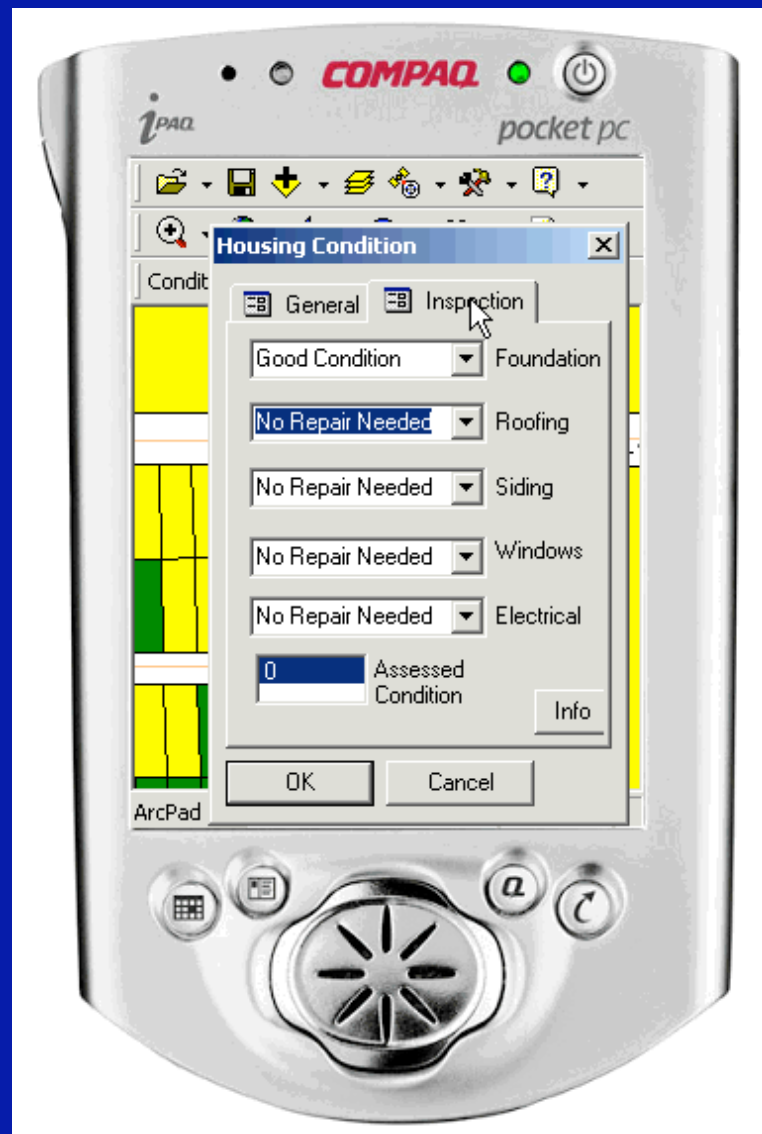 COMPAQ
iPAQ
pocket pc
Housing Condition
Condit
General
Inspection
Good Condition
Foundation
No Repair Needed
Roofing
No Repair Needed
Siding
No Repair Needed
Windows
No Repair Needed
Electrical
0
Assessed
Condition
Info
OK
Cancel
ArcPad